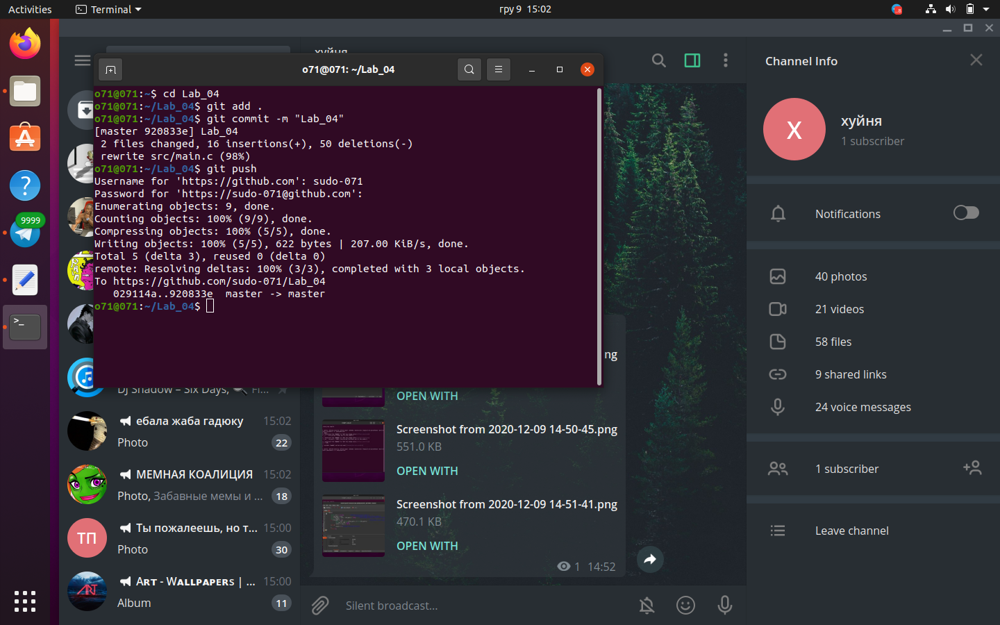 Activities
Terminal
гру 9 15:02
9999
хуйня
o71@071: ~/Lab_04
o71@071:~$ cd Lab_04
o71@071:~/Lab_04$ git add .
o71@071:~/Lab_04$ git commit -m "Lab_04"
[master 920833e] Lab_04
2 files changed, 16 insertions(+), 50 deletions(-)
rewrite src/main.c (98%)
o71@071:~/Lab_04$ git push
Username for 'https://github.com': sudo-071
Password for 'https://sudo-071@github.com':
Enumerating objects: 9, done.
Counting objects: 100% (9/9), done.
Compressing objects: 100% (5/5), done.
Writing objects: 100% (5/5), 622 bytes | 207.00 KiB/s, done.
Total 5 (delta 3), reused 0 (delta 0)
remote: Resolving deltas: 100% (3/3), completed with 3 local objects.
To https://github.com/sudo-071/Lab_04
029114a..920833e master -> master
o71@071:~/Lab_04$
DJ Shadow – Six Days,
ебала жаба гадюку 15:02
Photo 22
МЕМНАЯ КОАЛИЦИЯ 15:02
Photo, Забавные мемы и ... 18
ТП
Ты пожалеешь, но т... 15:00
Photo 30
ART
Aʀᴛ - Wᴀʟʟᴘᴀᴘᴇʀs | ... 15:00
Album 11
ng
OPEN WITH
Screenshot from 2020-12-09 14-50-45.png
551.0 KB
OPEN WITH
Screenshot from 2020-12-09 14-51-41.png
470.1 KB
OPEN WITH
1 14:52
Silent broadcast...
Channel Info
X
хуйня
1 subscriber
Notifications
40 photos
21 videos
58 files
9 shared links
24 voice messages
1 subscriber
Leave channel